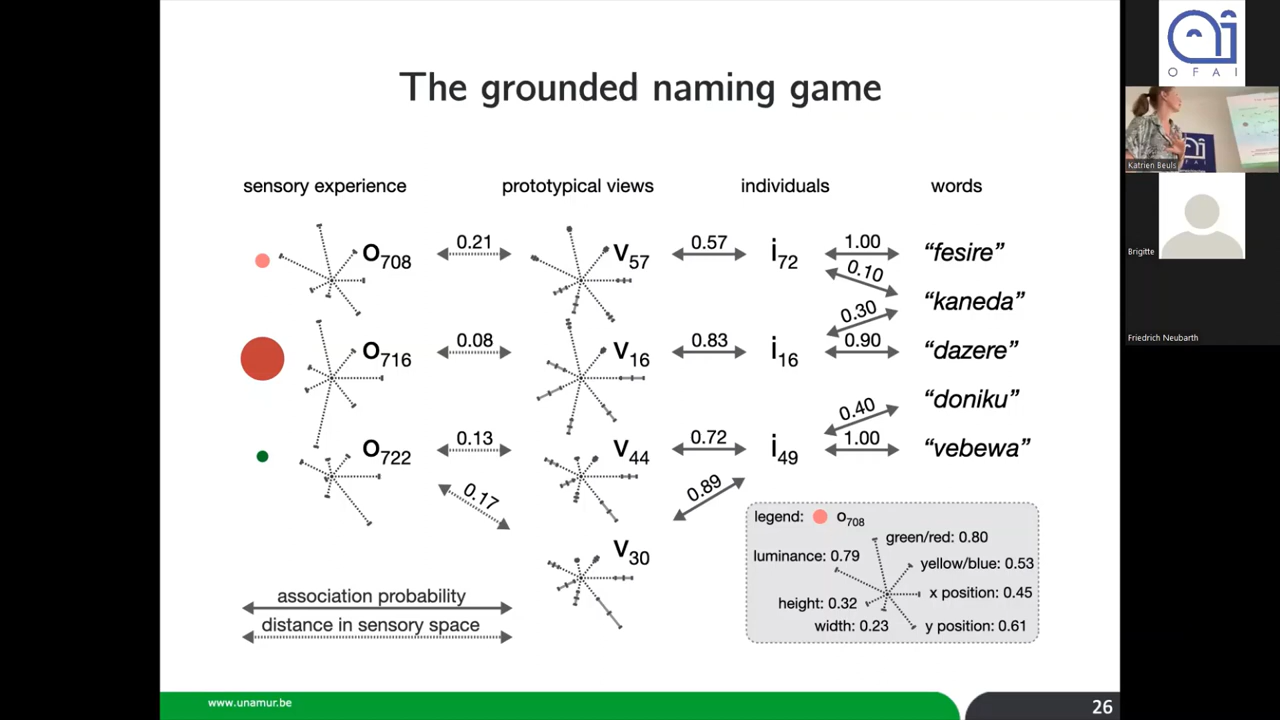 The grounded naming game
sensory experience
prototypical views
individuals
words
o708
0.21
v57
0.57
i72
1.00
“fesire”
0.10
“kaneda”
0.30
o716
0.08
v16
0.83
i16
0.90
“dazere”
“doniku”
0.40
o722
0.13
v44
0.72
i49
1.00
“vebewa”
0.17
0.89
v30
legend:
o708
green/red: 0.80
luminance: 0.79
yellow/blue: 0.53
x position: 0.45
height: 0.32
width: 0.23
y position: 0.61
association probability
distance in sensory space
www.unamur.be
26
OFAI
Katrien Beuls
Brigitte
Friedrich Neubarth